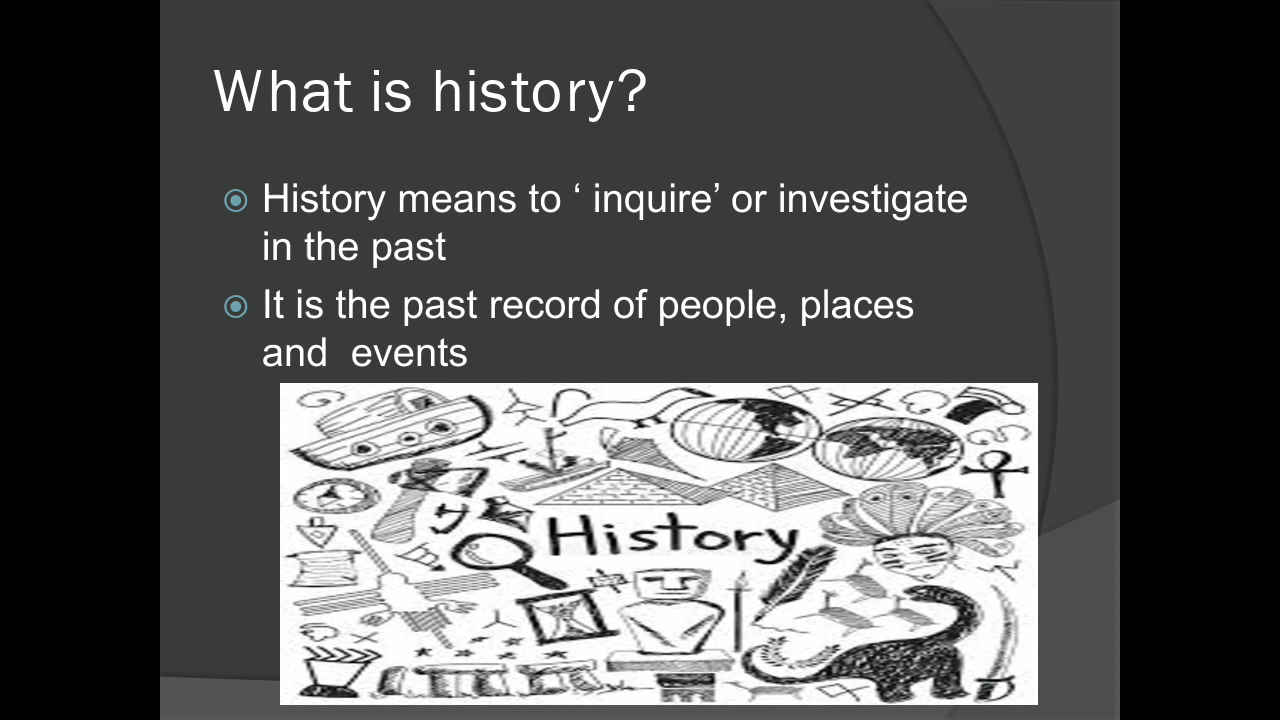 What is history?
History means to ‘ inquire’ or investigate
in the past
It is the past record of people, places
and  events
History